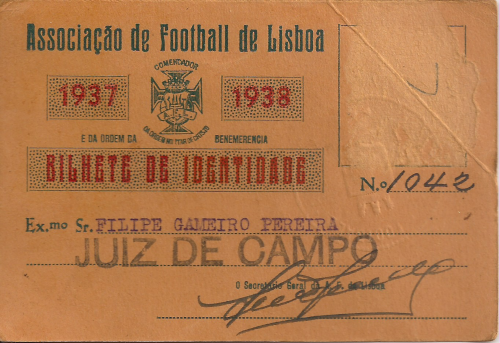 Associação de Football de Lisboa
1937
1938
COMENDADOR
E DA ORDEM DA BENEMERENCIA
BILHETE DE IDENTIDADE
N.º 1042
Ex.mo Sr. FILIPE GAMEIRO PEREIRA
JUIZ DE CAMPO
O Secretário Geral da A. F. de Lisboa,